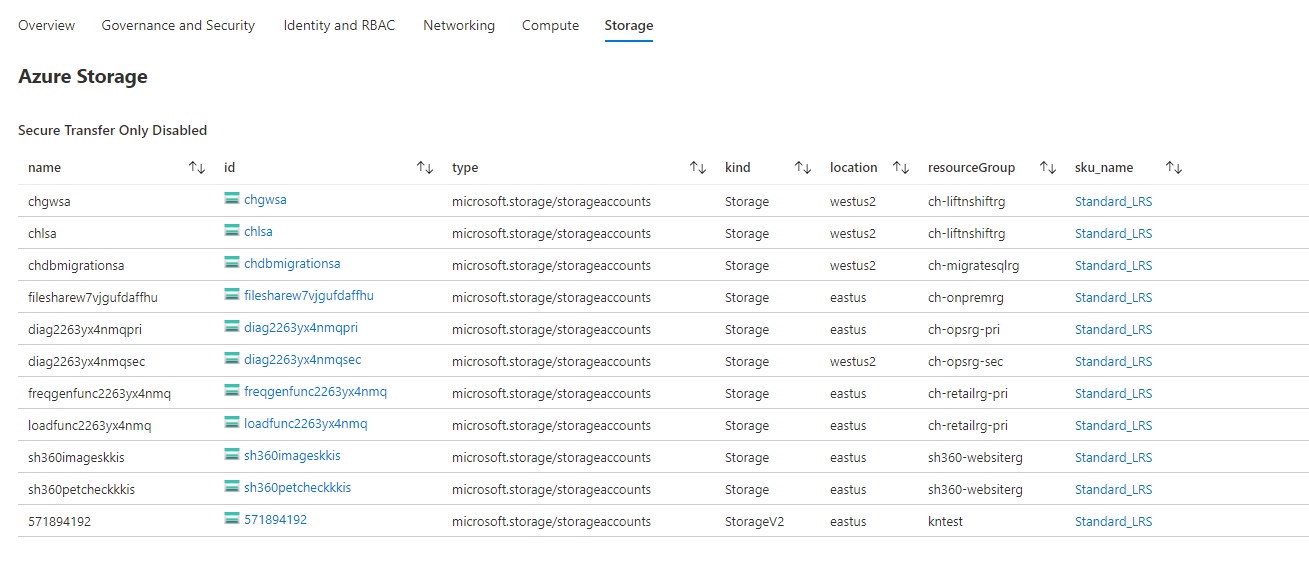 Overview Governance and Security Identity and RBAC Networking Compute Storage
Azure Storage
Secure Transfer Only Disabled
name id type kind location resourceGroup sku_name
chgwsa chgwsa microsoft.storage/storageaccounts Storage westus2 ch-liftnshiftrg Standard_LRS
chlsa chlsa microsoft.storage/storageaccounts Storage westus2 ch-liftnshiftrg Standard_LRS
chdbmigrationsa chdbmigrationsa microsoft.storage/storageaccounts Storage westus2 ch-migratesqlrg Standard_LRS
filesharew7vjgufdaffhu filesharew7vjgufdaffhu microsoft.storage/storageaccounts Storage eastus ch-onpremrg Standard_LRS
diag2263yx4nmqpri diag2263yx4nmqpri microsoft.storage/storageaccounts Storage eastus ch-opsrg-pri Standard_LRS
diag2263yx4nmqsec diag2263yx4nmqsec microsoft.storage/storageaccounts Storage westus2 ch-opsrg-sec Standard_LRS
freqgenfunc2263yx4nmq freqgenfunc2263yx4nmq microsoft.storage/storageaccounts Storage eastus ch-retailrg-pri Standard_LRS
loadfunc2263yx4nmq loadfunc2263yx4nmq microsoft.storage/storageaccounts Storage eastus ch-retailrg-pri Standard_LRS
sh360imageskkis sh360imageskkis microsoft.storage/storageaccounts Storage eastus sh360-websiterg Standard_LRS
sh360petcheckkkis sh360petcheckkkis microsoft.storage/storageaccounts Storage eastus sh360-websiterg Standard_LRS
571894192 571894192 microsoft.storage/storageaccounts StorageV2 eastus kntest Standard_LRS